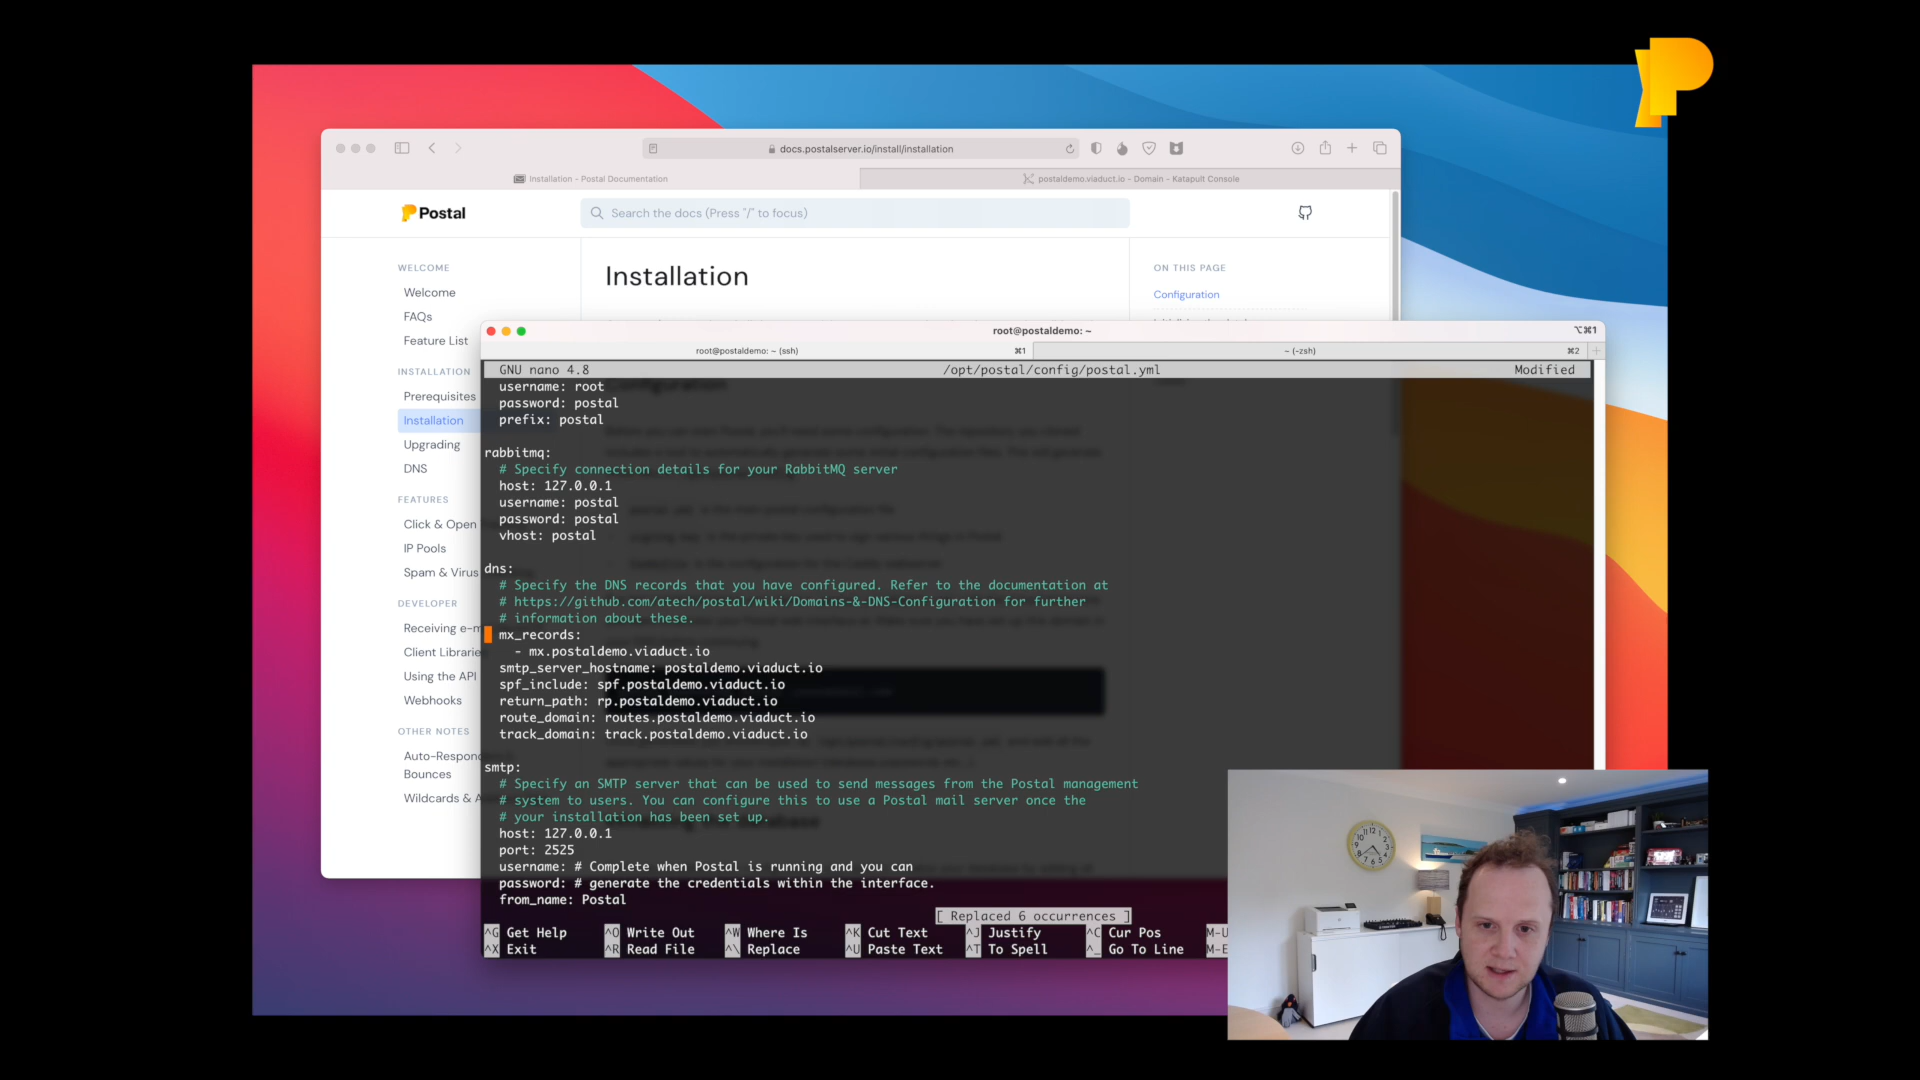 docs.postalserver.io/install/installation
Installation - Postal Documentation
postaldemo.viaduct.io - Domain - Katapult Console
Postal
Search the docs (Press "/" to focus)
WELCOME
Welcome
FAQs
Feature List
INSTALLATION
Prerequisites
Installation
Upgrading
DNS
FEATURES
Click & Open
IP Pools
Spam & Virus
DEVELOPER
Receiving e-m
Client Librarie
Using the API
Webhooks
OTHER NOTES
Auto-Respon
Bounces
Wildcards & A
Installation
ON THIS PAGE
Configuration
root@postaldemo: ~
⌥⌘1
root@postaldemo: ~ (ssh)
⌘1
~ (-zsh)
⌘2
GNU nano 4.8 /opt/postal/config/postal.yml Modified
username: root
password: postal
prefix: postal
rabbitmq:
# Specify connection details for your RabbitMQ server
host: 127.0.0.1
username: postal
password: postal
vhost: postal
dns:
# Specify the DNS records that you have configured. Refer to the documentation at
# https://github.com/atech/postal/wiki/Domains-&-DNS-Configuration for further
# information about these.
mx_records:
- mx.postaldemo.viaduct.io
smtp_server_hostname: postaldemo.viaduct.io
spf_include: spf.postaldemo.viaduct.io
return_path: rp.postaldemo.viaduct.io
route_domain: routes.postaldemo.viaduct.io
track_domain: track.postaldemo.viaduct.io
smtp:
# Specify an SMTP server that can be used to send messages from the Postal management
# system to users. You can configure this to use a Postal mail server once the
# your installation has been set up.
host: 127.0.0.1
port: 2525
username: # Complete when Postal is running and you can
password: # generate the credentials within the interface.
from_name: Postal
[ Replaced 6 occurrences ]
^G Get Help ^O Write Out ^W Where Is ^K Cut Text ^J Justify ^C Cur Pos M-U
^X Exit ^R Read File ^\ Replace ^U Paste Text ^T To Spell ^_ Go To Line M-E